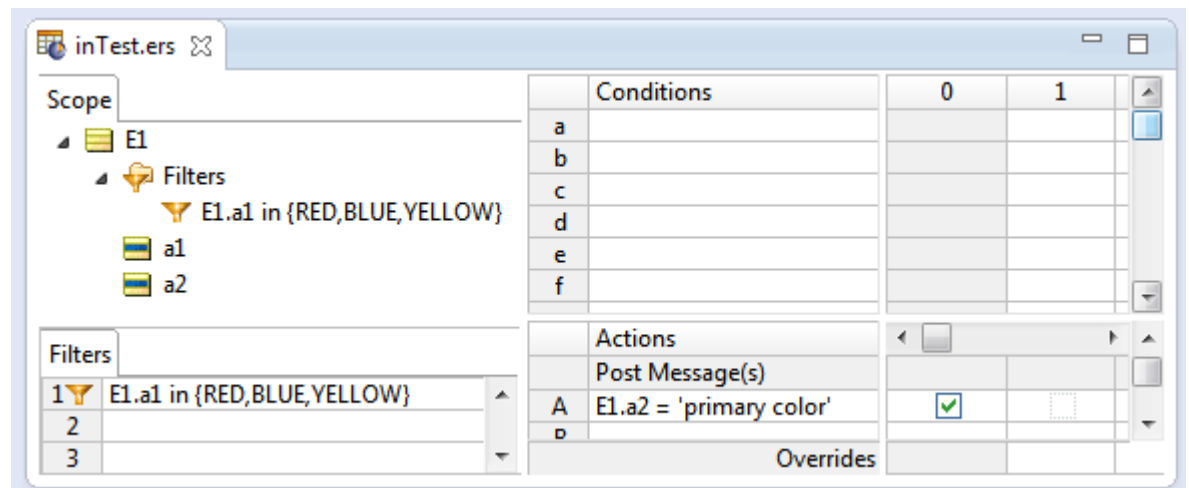 inTest.ers
Scope
E1
Filters
E1.a1 in {RED,BLUE,YELLOW}
a1
a2
Conditions 0 1
a
b
c
d
e
f
Filters
1 E1.a1 in {RED,BLUE,YELLOW}
2
3
Actions
Post Message(s)
A E1.a2 = 'primary color'
Overrides